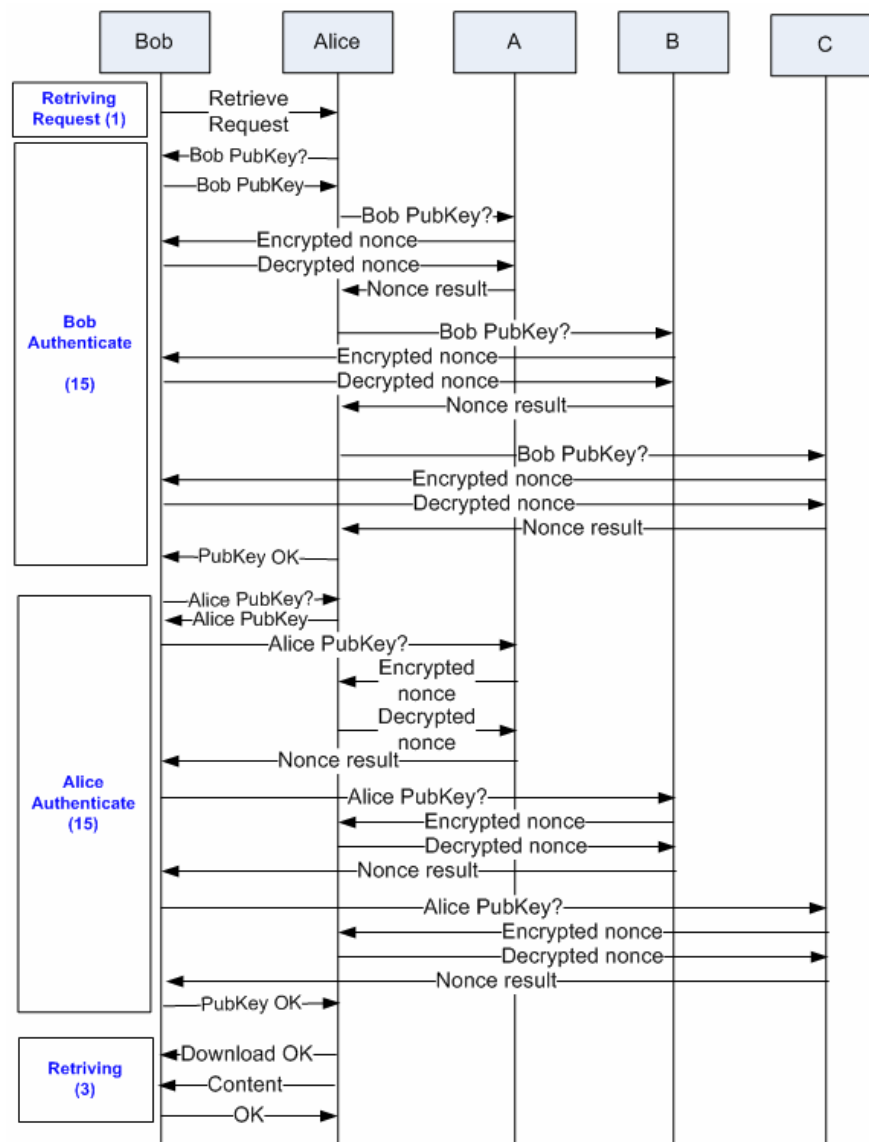 Bob
Alice
A
B
C
Retriving
Request (1)
Retrieve
Request
Bob PubKey?
Bob PubKey
Bob PubKey?
Encrypted nonce
Decrypted nonce
Nonce result
Bob
Authenticate
(15)
Bob PubKey?
Encrypted nonce
Decrypted nonce
Nonce result
Bob PubKey?
Encrypted nonce
Decrypted nonce
Nonce result
PubKey OK
Alice PubKey?
Alice PubKey
Alice PubKey?
Encrypted
nonce
Decrypted
nonce
Nonce result
Alice
Authenticate
(15)
Alice PubKey?
Encrypted nonce
Decrypted nonce
Nonce result
Alice PubKey?
Encrypted nonce
Decrypted nonce
Nonce result
PubKey OK
Retriving
(3)
Download OK
Content
OK